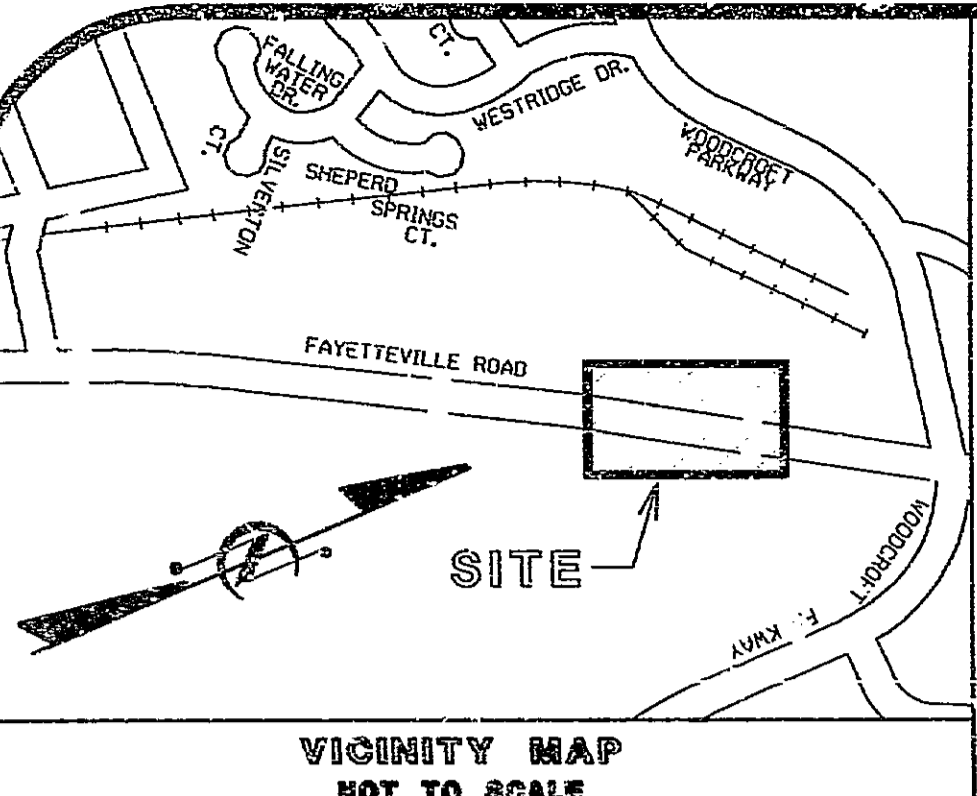 CT.
FALLING
WATER
DR.
WESTRIDGE DR.
WOODCROFT
PARKWAY
CT.
SILVERTON
SHEPERD
SPRINGS
CT.
FAYETTEVILLE ROAD
SITE
WOODCROFT
VICINITY MAP
NOT TO SCALE